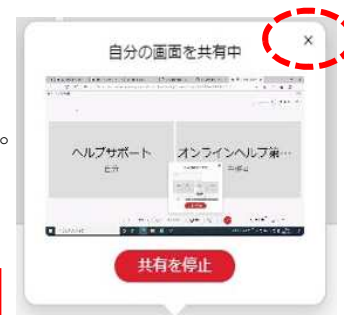 自分の画面を共有中
×
。
ヘルプサポート
オンラインヘルプ第…
自分
共有を停止